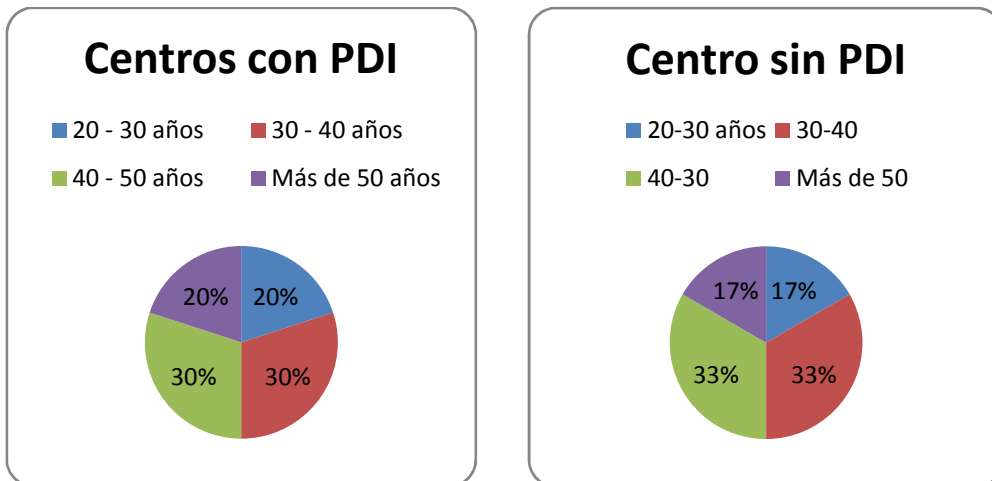 Centros con PDI
20 - 30 años
30 - 40 años
40 - 50 años
Más de 50 años
20%
20%
30%
30%
Centro sin PDI
20-30 años
30-40
40-30
Más de 50
17%
17%
33%
33%